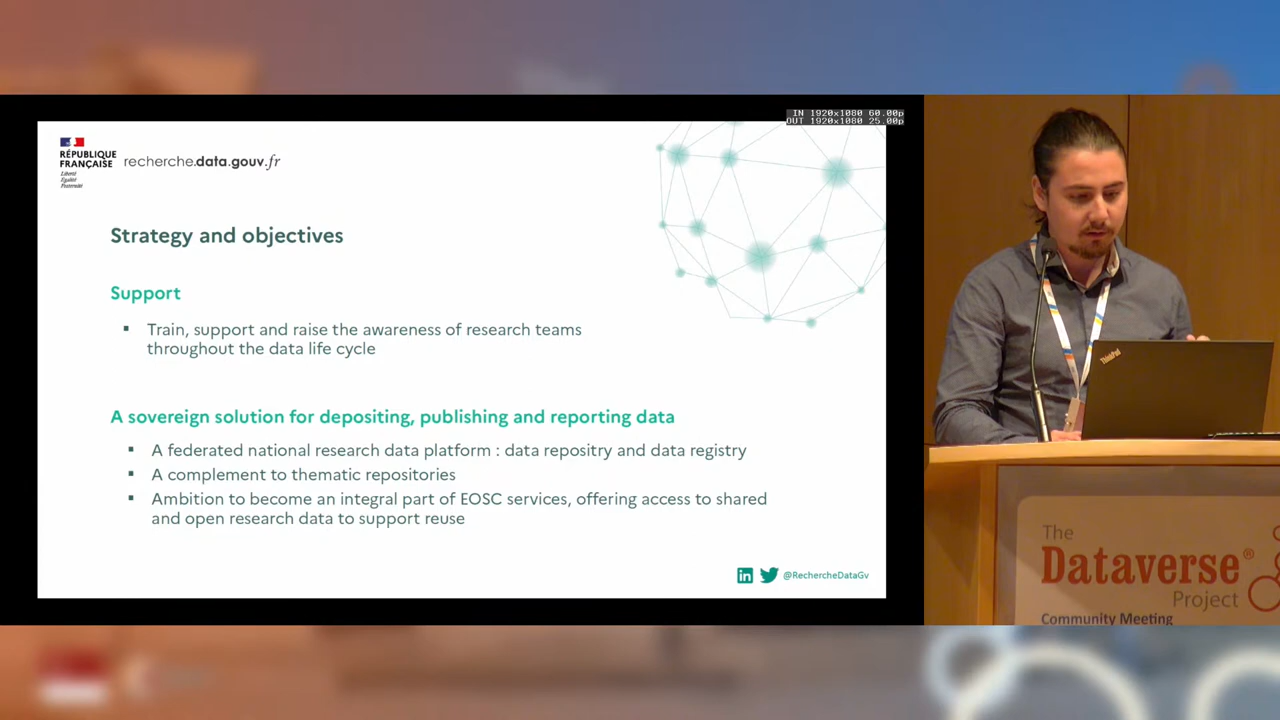 IN 1920x1080 60.00p
OUT 1920x1080 25.00p
RÉPUBLIQUE
FRANÇAISE
Liberté
Égalité
Fraternité
recherche.data.gouv.fr
Strategy and objectives
Support
▪ Train, support and raise the awareness of research teams
throughout the data life cycle
A sovereign solution for depositing, publishing and reporting data
▪ A federated national research data platform : data repositry and data registry
▪ A complement to thematic repositories
▪ Ambition to become an integral part of EOSC services, offering access to shared
and open research data to support reuse
@RechercheDataGv
ThinkPad
The
Dataverse®
Project
Community Meeting